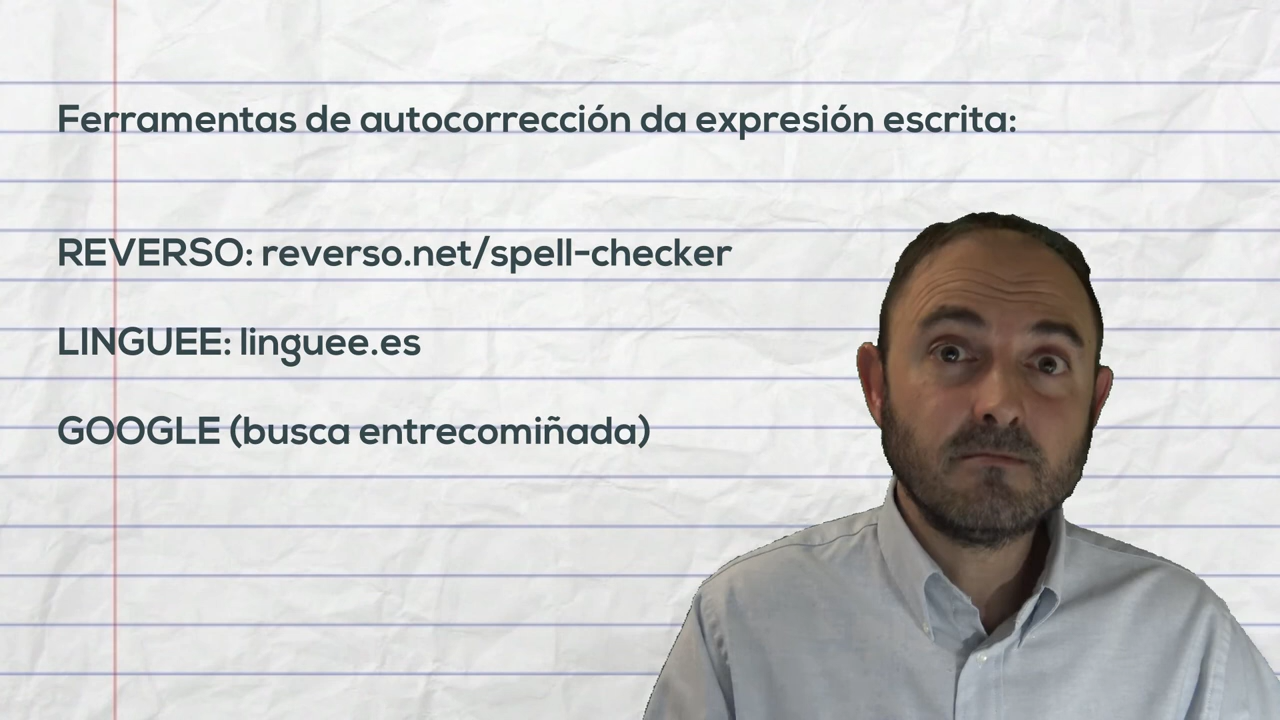 Ferramentas de autocorrección da expresión escrita:
REVERSO: reverso.net/spell-checker
LINGUEE: linguee.es
GOOGLE (busca entrecomiñada)